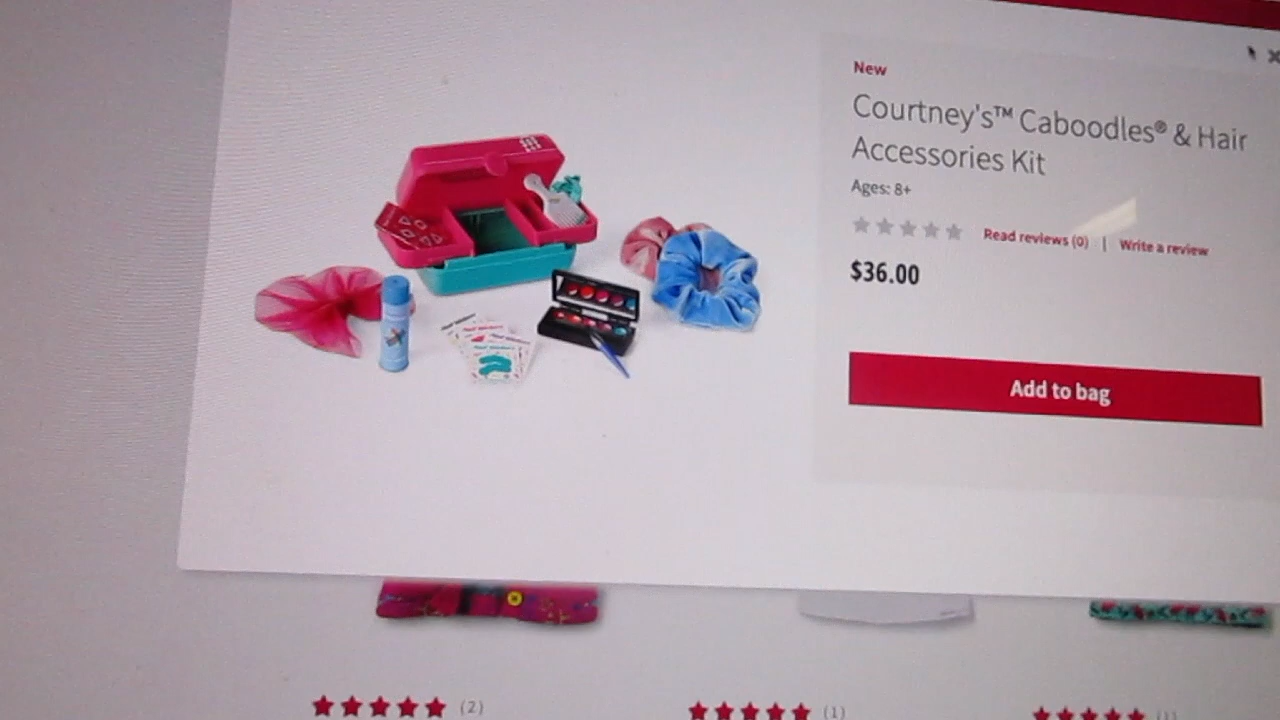 New
Courtney's™ Caboodles® & Hair
Accessories Kit
Ages: 8+
Read reviews (0) | Write a review
$36.00
Add to bag
(2)
(1)